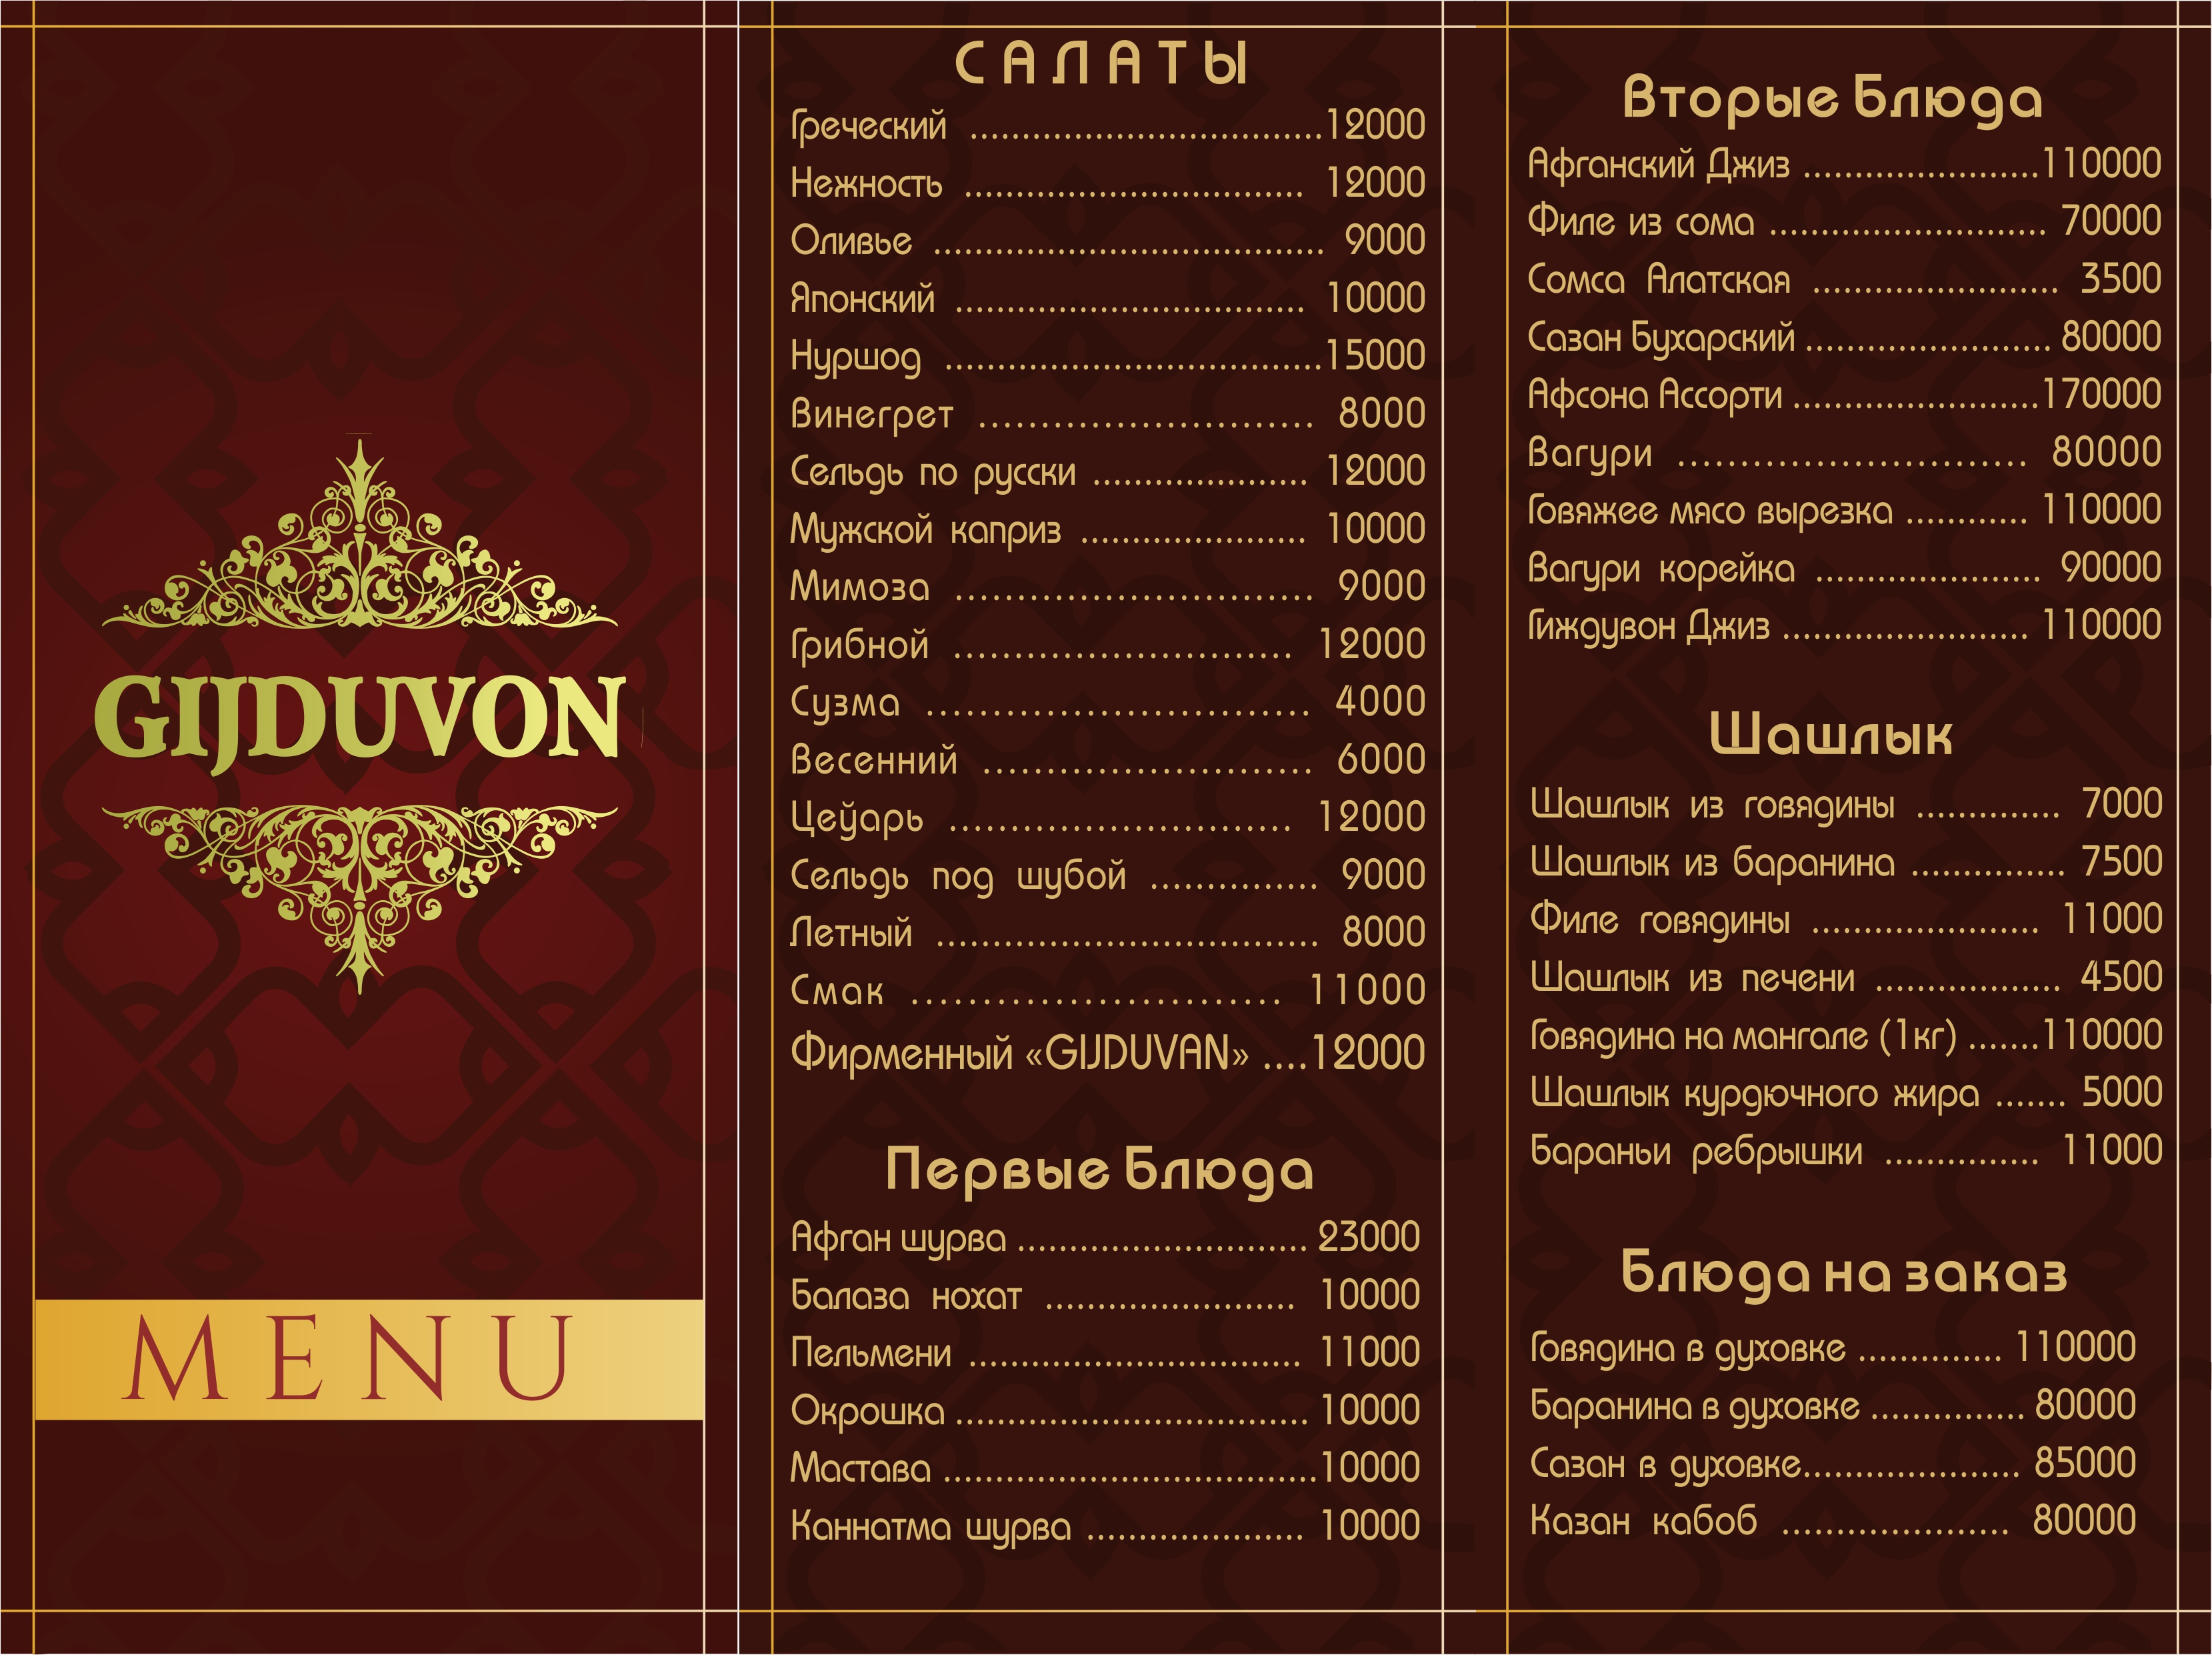 GIJDUVON
MENU
САЛАТЫ
Греческий ..................................12000
Нежность ................................. 12000
Оливье ...................................... 9000
Японский .................................. 10000
Нуршод .....................................15000
Винегрет ............................ 8000
Сельдь по русски ..................... 12000
Мужской каприз ...................... 10000
Мимоза .............................. 9000
Грибной ............................ 12000
Сузма ............................. 4000
Весенний ........................... 6000
Цеўарь ............................ 12000
Сельдь под шубой ................ 9000
Летный ..................................... 8000
Смак ........................... 11000
Фирменный «GIJDUVAN» ....12000
Первые Блюда
Афган шурва ............................ 23000
Балаза нохат ........................ 10000
Пельмени ................................ 11000
Окрошка .................................. 10000
Мастава ....................................10000
Каннатма шурва ..................... 10000
Вторые Блюда
Афганский Джиз .......................110000
Филе из сома ........................... 70000
Сомса Алатская ........................ 3500
Сазан Бухарский ........................ 80000
Афсона Ассорти ........................170000
Вагури ............................ 80000
Говяжее мясо вырезка ............ 110000
Вагури корейка ...................... 90000
Гиждувон Джиз ........................ 110000
Шашлык
Шашлык из говядины .............. 7000
Шашлык из баранина ............... 7500
Филе говядины ...................... 11000
Шашлык из печени .................. 4500
Говядина на мангале (1кг) .......110000
Шашлык курдючного жира ....... 5000
Бараньи ребрышки ............... 11000
Блюда на заказ
Говядина в духовке .............. 110000
Баранина в духовке ............... 80000
Сазан в духовке..................... 85000
Казан кабоб ...................... 80000